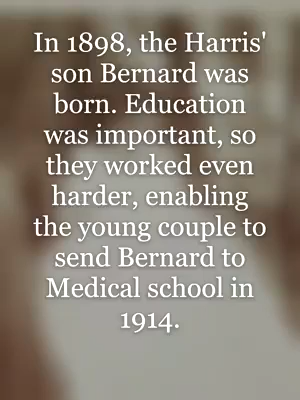 In 1898, the Harris'
son Bernard was
born. Education
was important, so
they worked even
harder, enabling
the young couple to
send Bernard to
Medical school in
1914.